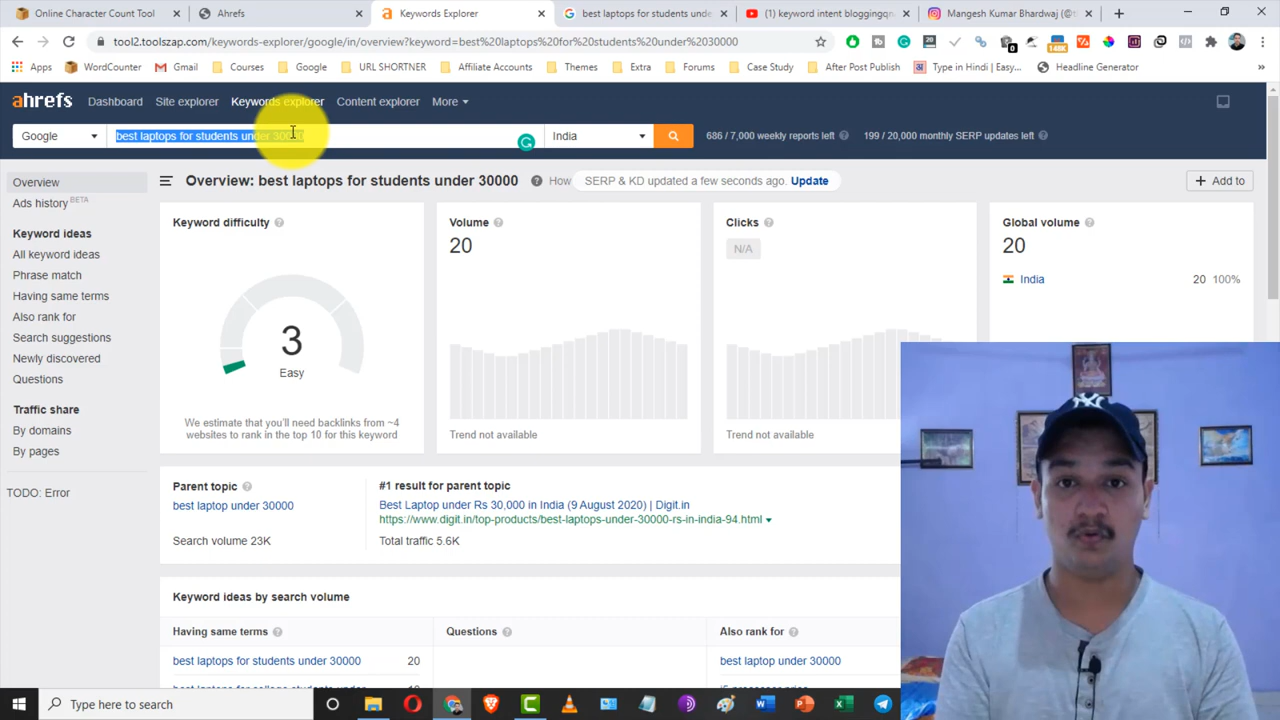 Online Character Count Tool
Ahrefs
Keywords Explorer
best laptops for students unde
(1) keyword intent bloggingqna
Mangesh Kumar Bhardwaj (@t
tool2.toolszap.com/keywords-explorer/google/in/overview?keyword=best%20laptops%20for%20students%20under%2030000
Apps
WordCounter
Gmail
Courses
Google
URL SHORTNER
Affiliate Accounts
Themes
Extra
Forums
Case Study
After Post Publish
Type in Hindi | Easy...
Headline Generator
ahrefs
Dashboard
Site explorer
Keywords explorer
Content explorer
More
Google
best laptops for students under 30000
India
686 / 7,000 weekly reports left
199 / 20,000 monthly SERP updates left
Overview
Ads history BETA
Keyword ideas
All keyword ideas
Phrase match
Having same terms
Also rank for
Search suggestions
Newly discovered
Questions
Traffic share
By domains
By pages
TODO: Error
Overview: best laptops for students under 30000
How
SERP & KD updated a few seconds ago. Update
Add to
Keyword difficulty
3
Easy
We estimate that you'll need backlinks from ~4
websites to rank in the top 10 for this keyword
Volume
20
Trend not available
Clicks
N/A
Trend not available
Global volume
20
India 20 100%
Parent topic
best laptop under 30000
Search volume 23K
#1 result for parent topic
Best Laptop under Rs 30,000 in India (9 August 2020) | Digit.in
https://www.digit.in/top-products/best-laptops-under-30000-rs-in-india-94.html
Total traffic 5.6K
Keyword ideas by search volume
Having same terms
Questions
Also rank for
best laptops for students under 30000 20
best laptop under 30000
Type here to search